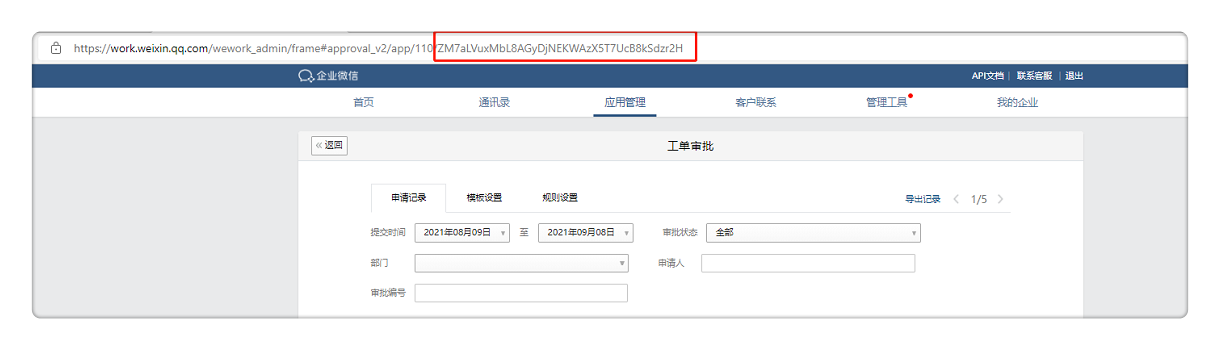 https://work.weixin.qq.com/wework_admin/frame#approval_v2/app/110/ZM7aLVuxMbL8AGyDjNEKWAzX5T7UcB8kSdzr2H
企业微信 API文档 | 联系客服 | 退出
首页 通讯录 应用管理 客户联系 管理工具 我的企业
« 返回 工单审批
申请记录 模板设置 规则设置 导出记录 < 1/5 >
提交时间 2021年08月09日 至 2021年09月08日 审批状态 全部
部门 申请人
审批编号